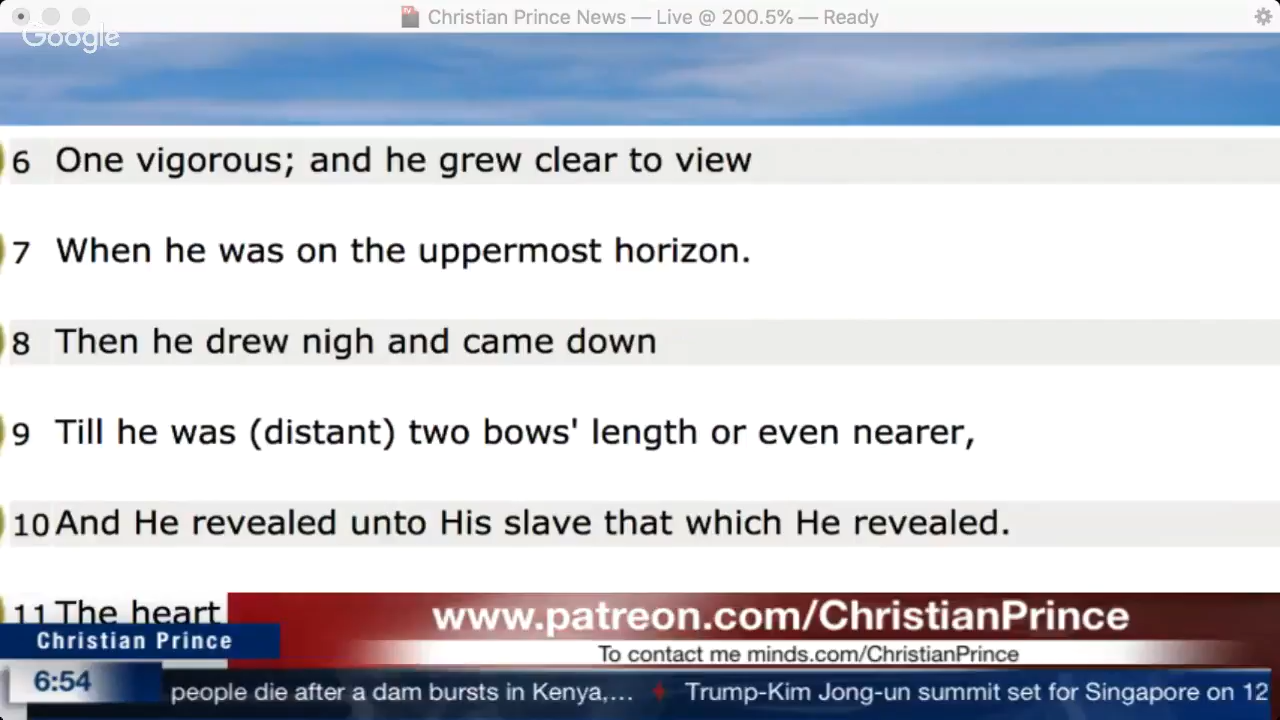 Christian Prince News — Live @ 200.5% — Ready
Google
6 One vigorous; and he grew clear to view
7 When he was on the uppermost horizon.
8 Then he drew nigh and came down
9 Till he was (distant) two bows' length or even nearer,
10 And He revealed unto His slave that which He revealed.
11 The heart
www.patreon.com/ChristianPrince
Christian Prince
To contact me minds.com/ChristianPrince
6:54
people die after a dam bursts in Kenya,... Trump-Kim Jong-un summit set for Singapore on 12